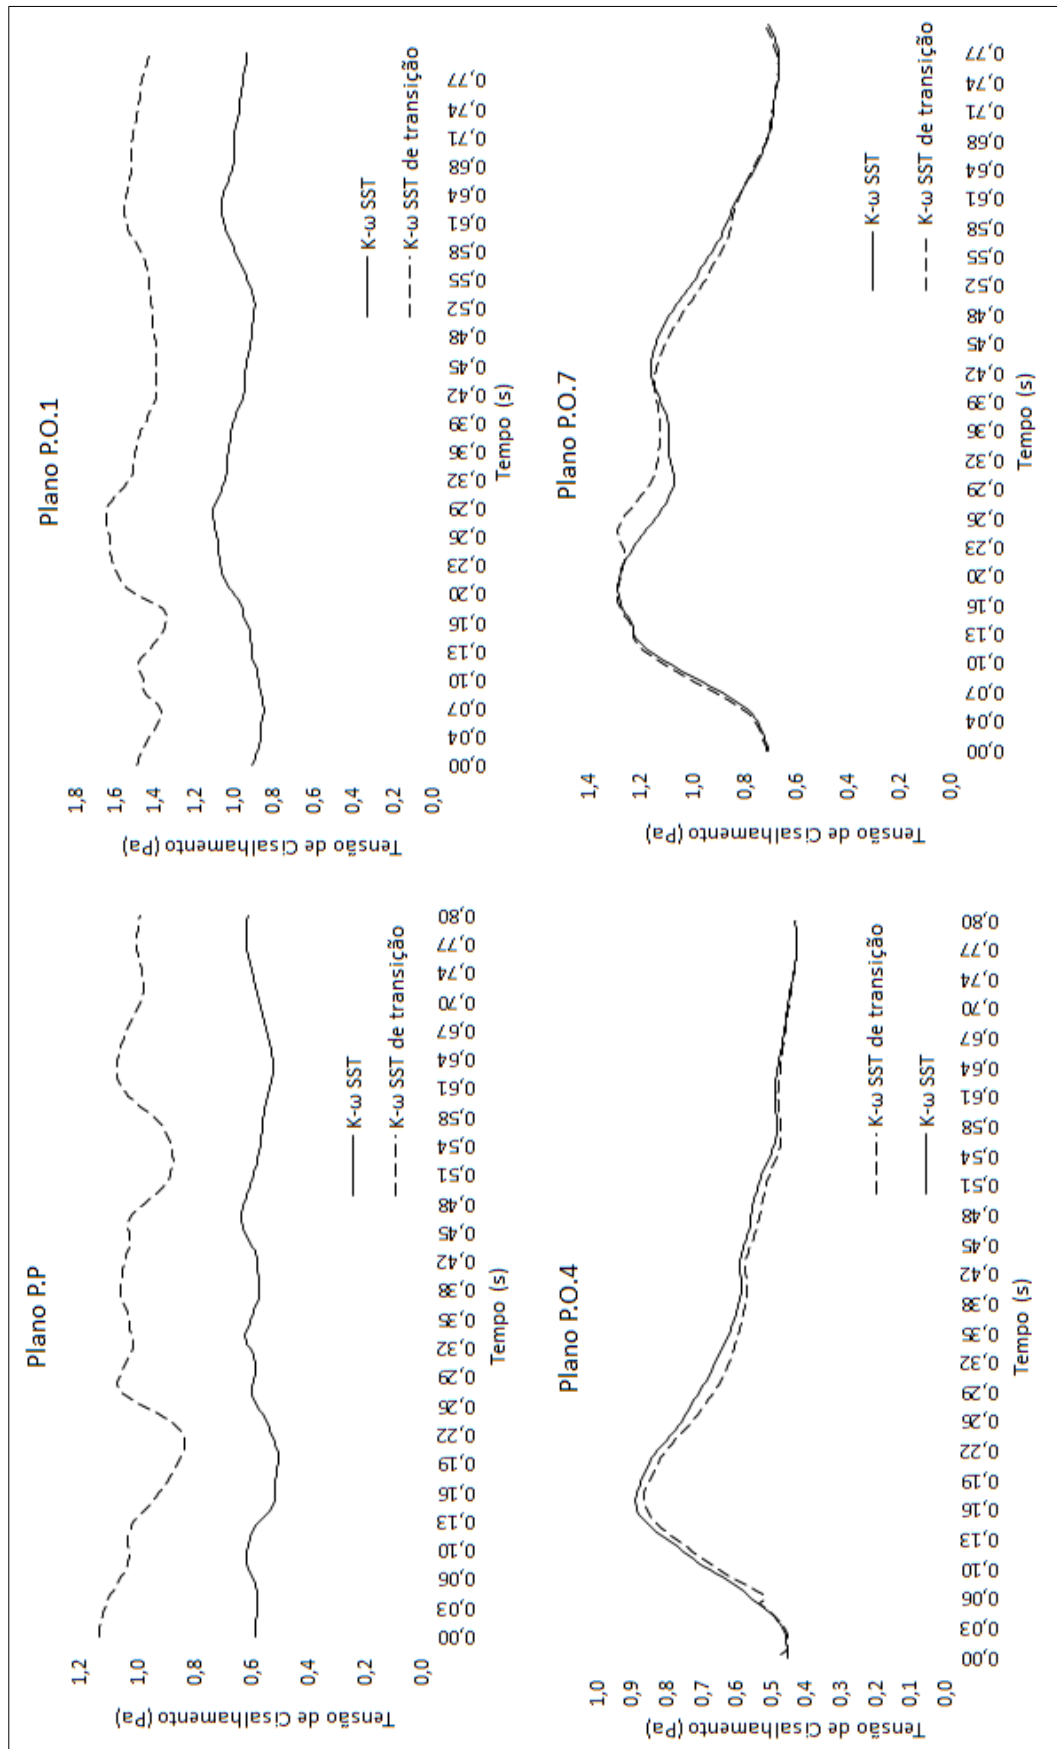 Plano P.P
Tensão de Cisalhamento (Pa)
1,2
1,0
0,8
0,6
0,4
0,2
0,0
K-ω SST
K-ω SST de transição
0,00 0,03 0,06 0,10 0,13 0,16 0,19 0,22 0,26 0,29 0,32 0,35 0,38 0,42 0,45 0,48 0,51 0,54 0,58 0,61 0,64 0,67 0,70 0,74 0,77 0,80
Tempo (s)
Plano P.O.1
Tensão de Cisalhamento (Pa)
1,8
1,6
1,4
1,2
1,0
0,8
0,6
0,4
0,2
0,0
K-ω SST
K-ω SST de transição
0,00 0,04 0,07 0,10 0,13 0,16 0,20 0,23 0,26 0,29 0,32 0,36 0,39 0,42 0,45 0,48 0,52 0,55 0,58 0,61 0,64 0,68 0,71 0,74 0,77
Tempo (s)
Plano P.O.4
Tensão de Cisalhamento (Pa)
1,0
0,9
0,8
0,7
0,6
0,5
0,4
0,3
0,2
0,1
0,0
K-ω SST de transição
K-ω SST
0,00 0,03 0,06 0,10 0,13 0,16 0,19 0,22 0,26 0,29 0,32 0,35 0,38 0,42 0,45 0,48 0,51 0,54 0,58 0,61 0,64 0,67 0,70 0,74 0,77 0,80
Tempo (s)
Plano P.O.7
Tensão de Cisalhamento (Pa)
1,4
1,2
1,0
0,8
0,6
0,4
0,2
0,0
K-ω SST
K-ω SST de transição
0,00 0,04 0,07 0,10 0,13 0,16 0,20 0,23 0,26 0,29 0,32 0,36 0,39 0,42 0,45 0,48 0,52 0,55 0,58 0,61 0,64 0,68 0,71 0,74 0,77
Tempo (s)